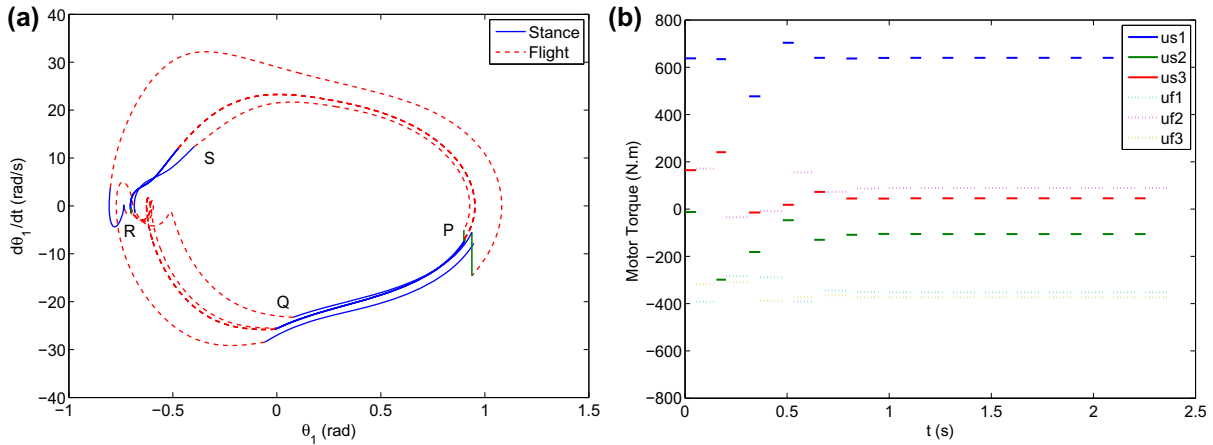 (a)
40
30
20
10
0
−10
−20
−30
−40
−1
−0.5
0
0.5
1
1.5
dθ1/dt (rad/s)
θ1 (rad)
Stance
Flight
S
R
P
Q
(b)
800
600
400
200
0
−200
−400
−600
−800
0
0.5
1
1.5
2
2.5
Motor Torque (N.m)
t (s)
us1
us2
us3
uf1
uf2
uf3